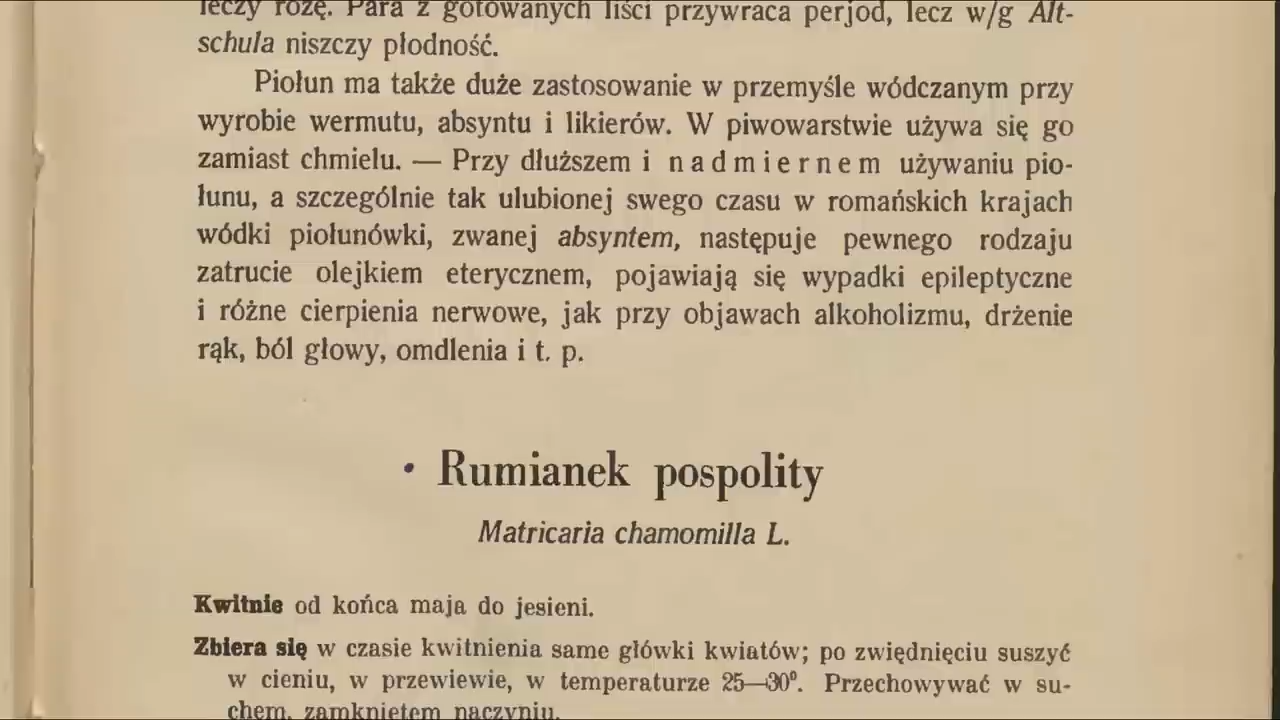 leczy różę. Para z gotowanych liści przywraca perjod, lecz w/g Alt-
schula niszczy płodność.
Piołun ma także duże zastosowanie w przemyśle wódczanym przy
wyrobie wermutu, absyntu i likierów. W piwowarstwie używa się go
zamiast chmielu. — Przy dłuższem i nadmiernem używaniu pio-
łunu, a szczególnie tak ulubionej swego czasu w romańskich krajach
wódki piołunówki, zwanej absyntem, następuje pewnego rodzaju
zatrucie olejkiem eterycznem, pojawiają się wypadki epileptyczne
i różne cierpienia nerwowe, jak przy objawach alkoholizmu, drżenie
rąk, ból głowy, omdlenia i t. p.
• Rumianek pospolity
Matricaria chamomilla L.
Kwitnie od końca maja do jesieni.
Zbiera się w czasie kwitnienia same główki kwiatów; po zwiędnięciu suszyć
w cieniu, w przewiewie, w temperaturze 25—30°. Przechowywać w su-
chem, zamkniętem naczyniu.